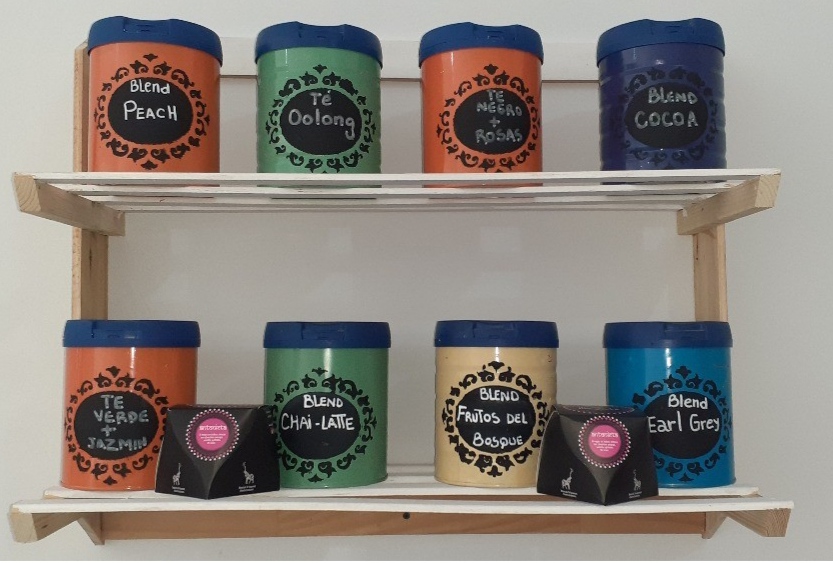 Blend
PEACH
Té
Oolong
TE
NEGRO
+
ROSAS
BLEND
COCOA
TE
VERDE
+
JAZMIN
BLEND
CHAi-LATTE
BLEND
FRUTOS DEL
BOSQUE
Blend
Earl Grey